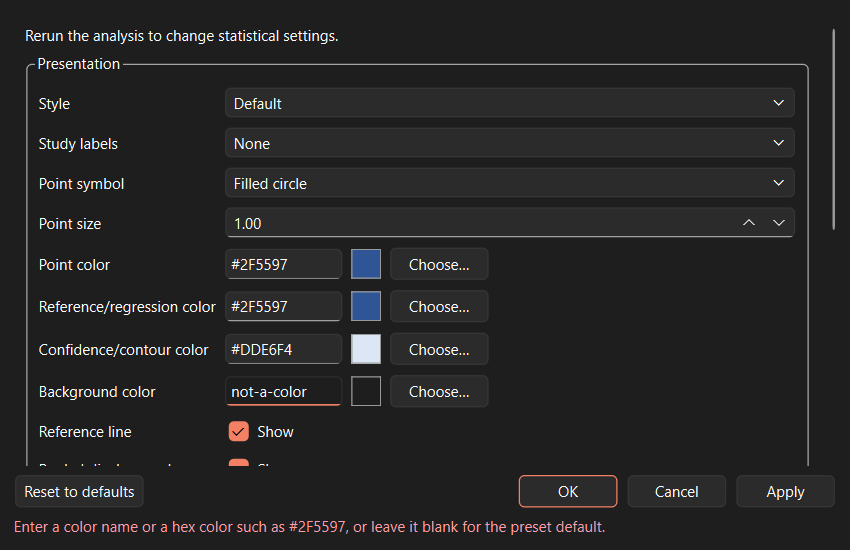 Rerun the analysis to change statistical settings.
Presentation
Style Default
Study labels None
Point symbol Filled circle
Point size 1.00
Point color #2F5597 Choose...
Reference/regression color #2F5597 Choose...
Confidence/contour color #DDE6F4 Choose...
Background color not-a-color Choose...
Reference line Show
Reset to defaults OK Cancel Apply
Enter a color name or a hex color such as #2F5597, or leave it blank for the preset default.